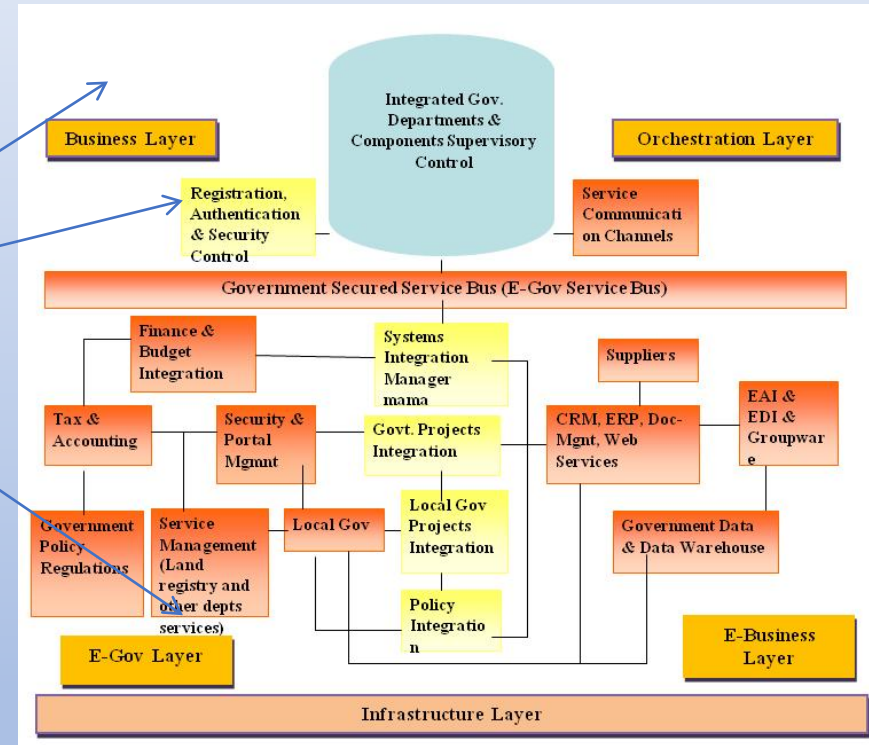 Integrated Gov.
Departments &
Components Supervisory
Control
Business Layer
Orchestration Layer
Registration,
Authentication
& Security
Control
Service
Communicati
on Channels
Government Secured Service Bus (E-Gov Service Bus)
Finance &
Budget
Integration
Systems
Integration
Manager
mama
Suppliers
Tax &
Accounting
Security &
Portal
Mgmnt
Govt. Projects
Integration
CRM, ERP, Doc-
Mgnt, Web
Services
EAI &
EDI &
Groupwar
e
Government
Policy
Regulations
Service
Management
(Land
registry and
other depts
services)
Local Gov
Local Gov
Projects
Integration
Government Data
& Data Warehouse
Policy
Integratio
n
E-Gov Layer
E-Business
Layer
Infrastructure Layer